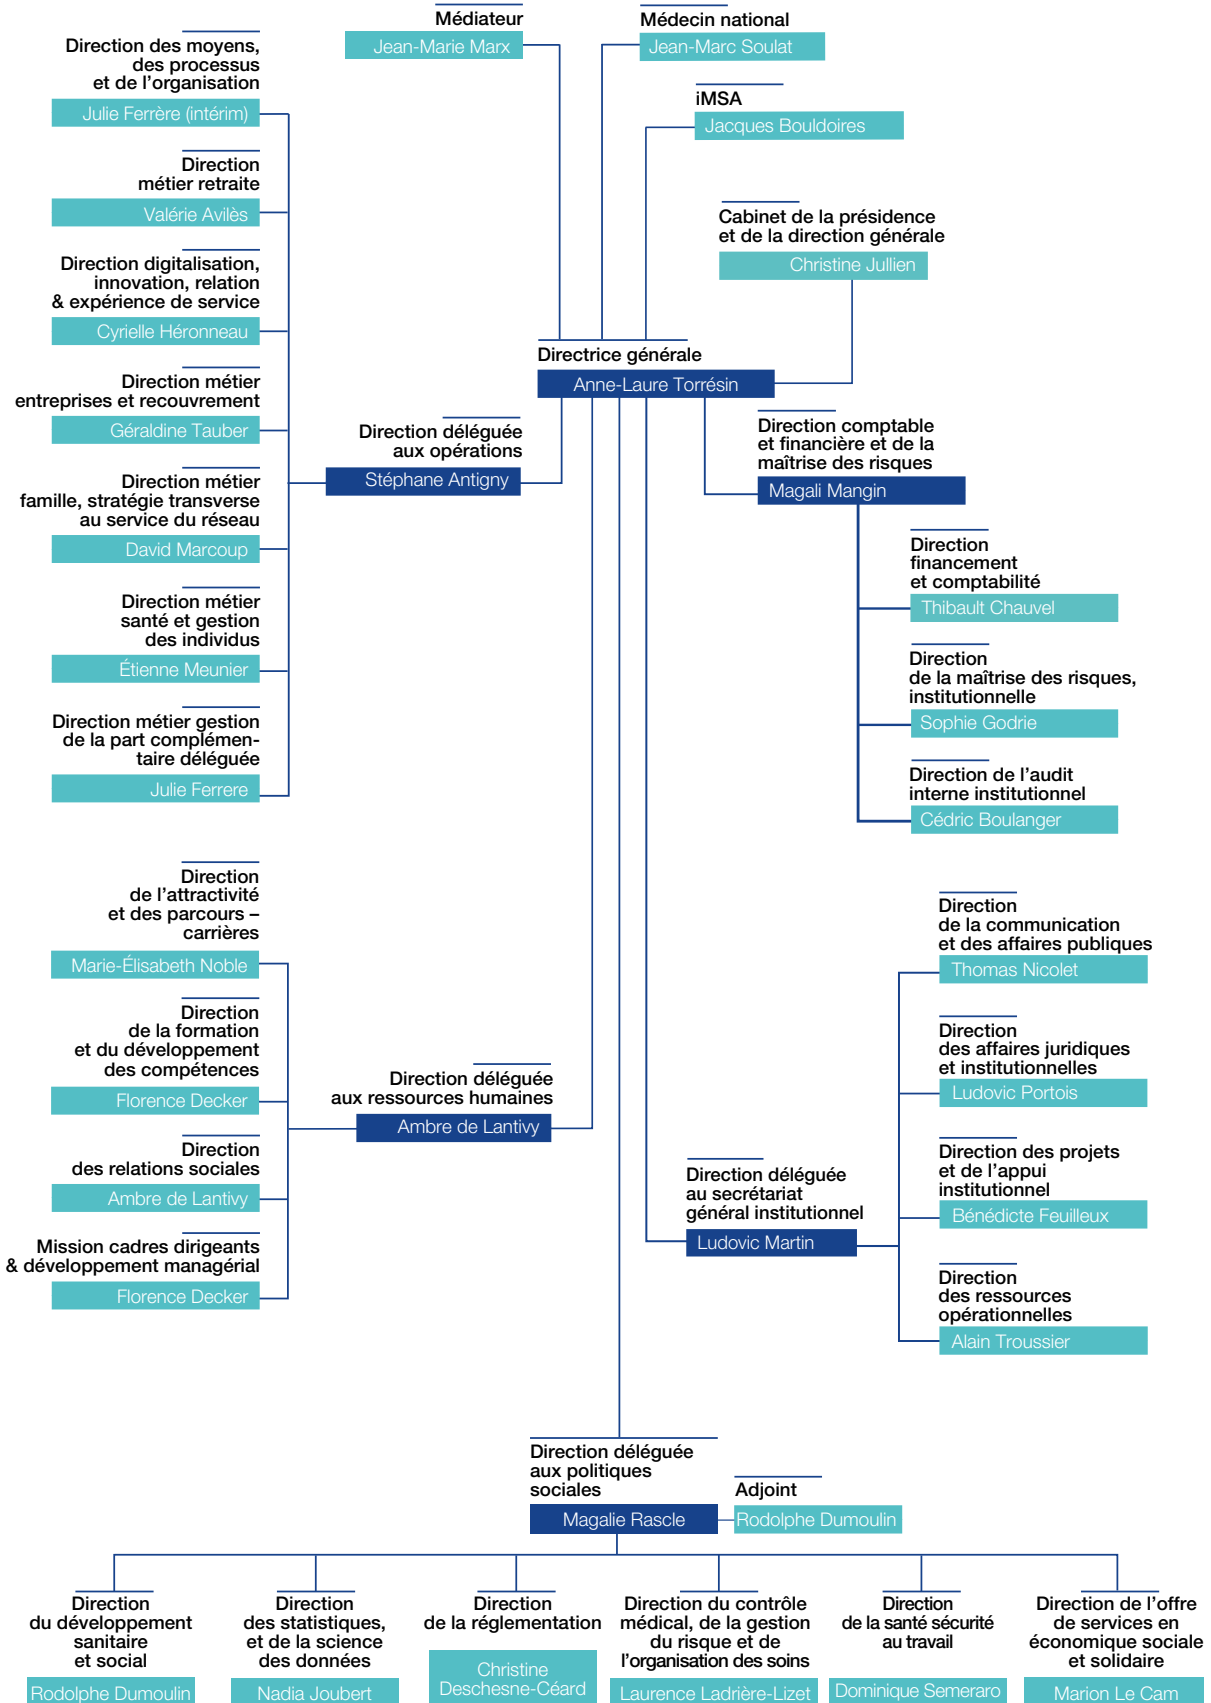 Médiateur
Jean-Marie Marx
Médecin national
Jean-Marc Soulat
iMSA
Jacques Bouldoires
Cabinet de la présidence
et de la direction générale
Christine Jullien
Directrice générale
Anne-Laure Torrésin
Direction des moyens,
des processus
et de l'organisation
Julie Ferrère (intérim)
Direction
métier retraite
Valérie Avilès
Direction digitalisation,
innovation, relation
& expérience de service
Cyrielle Héronneau
Direction métier
entreprises et recouvrement
Géraldine Tauber
Direction métier
famille, stratégie transverse
au service du réseau
David Marcoup
Direction métier
santé et gestion
des individus
Étienne Meunier
Direction métier gestion
de la part complémen-
taire déléguée
Julie Ferrere
Direction déléguée
aux opérations
Stéphane Antigny
Direction comptable
et financière et de la
maîtrise des risques
Magali Mangin
Direction
financement
et comptabilité
Thibault Chauvel
Direction
de la maîtrise des risques,
institutionnelle
Sophie Godrie
Direction de l'audit
interne institutionnel
Cédric Boulanger
Direction
de l'attractivité
et des parcours –
carrières
Marie-Élisabeth Noble
Direction
de la formation
et du développement
des compétences
Florence Decker
Direction
des relations sociales
Ambre de Lantivy
Mission cadres dirigeants
& développement managérial
Florence Decker
Direction déléguée
aux ressources humaines
Ambre de Lantivy
Direction déléguée
au secrétariat
général institutionnel
Ludovic Martin
Direction
de la communication
et des affaires publiques
Thomas Nicolet
Direction
des affaires juridiques
et institutionnelles
Ludovic Portois
Direction des projets
et de l'appui
institutionnel
Bénédicte Feuilleux
Direction
des ressources
opérationnelles
Alain Troussier
Direction déléguée
aux politiques
sociales
Magalie Rascle
Adjoint
Rodolphe Dumoulin
Direction
du développement
sanitaire
et social
Rodolphe Dumoulin
Direction
des statistiques,
et de la science
des données
Nadia Joubert
Direction
de la réglementation
Christine
Deschesne-Céard
Direction du contrôle
médical, de la gestion
du risque et de
l'organisation des soins
Laurence Ladrière-Lizet
Direction
de la santé sécurité
au travail
Dominique Semeraro
Direction de l'offre
de services en
économique sociale
et solidaire
Marion Le Cam